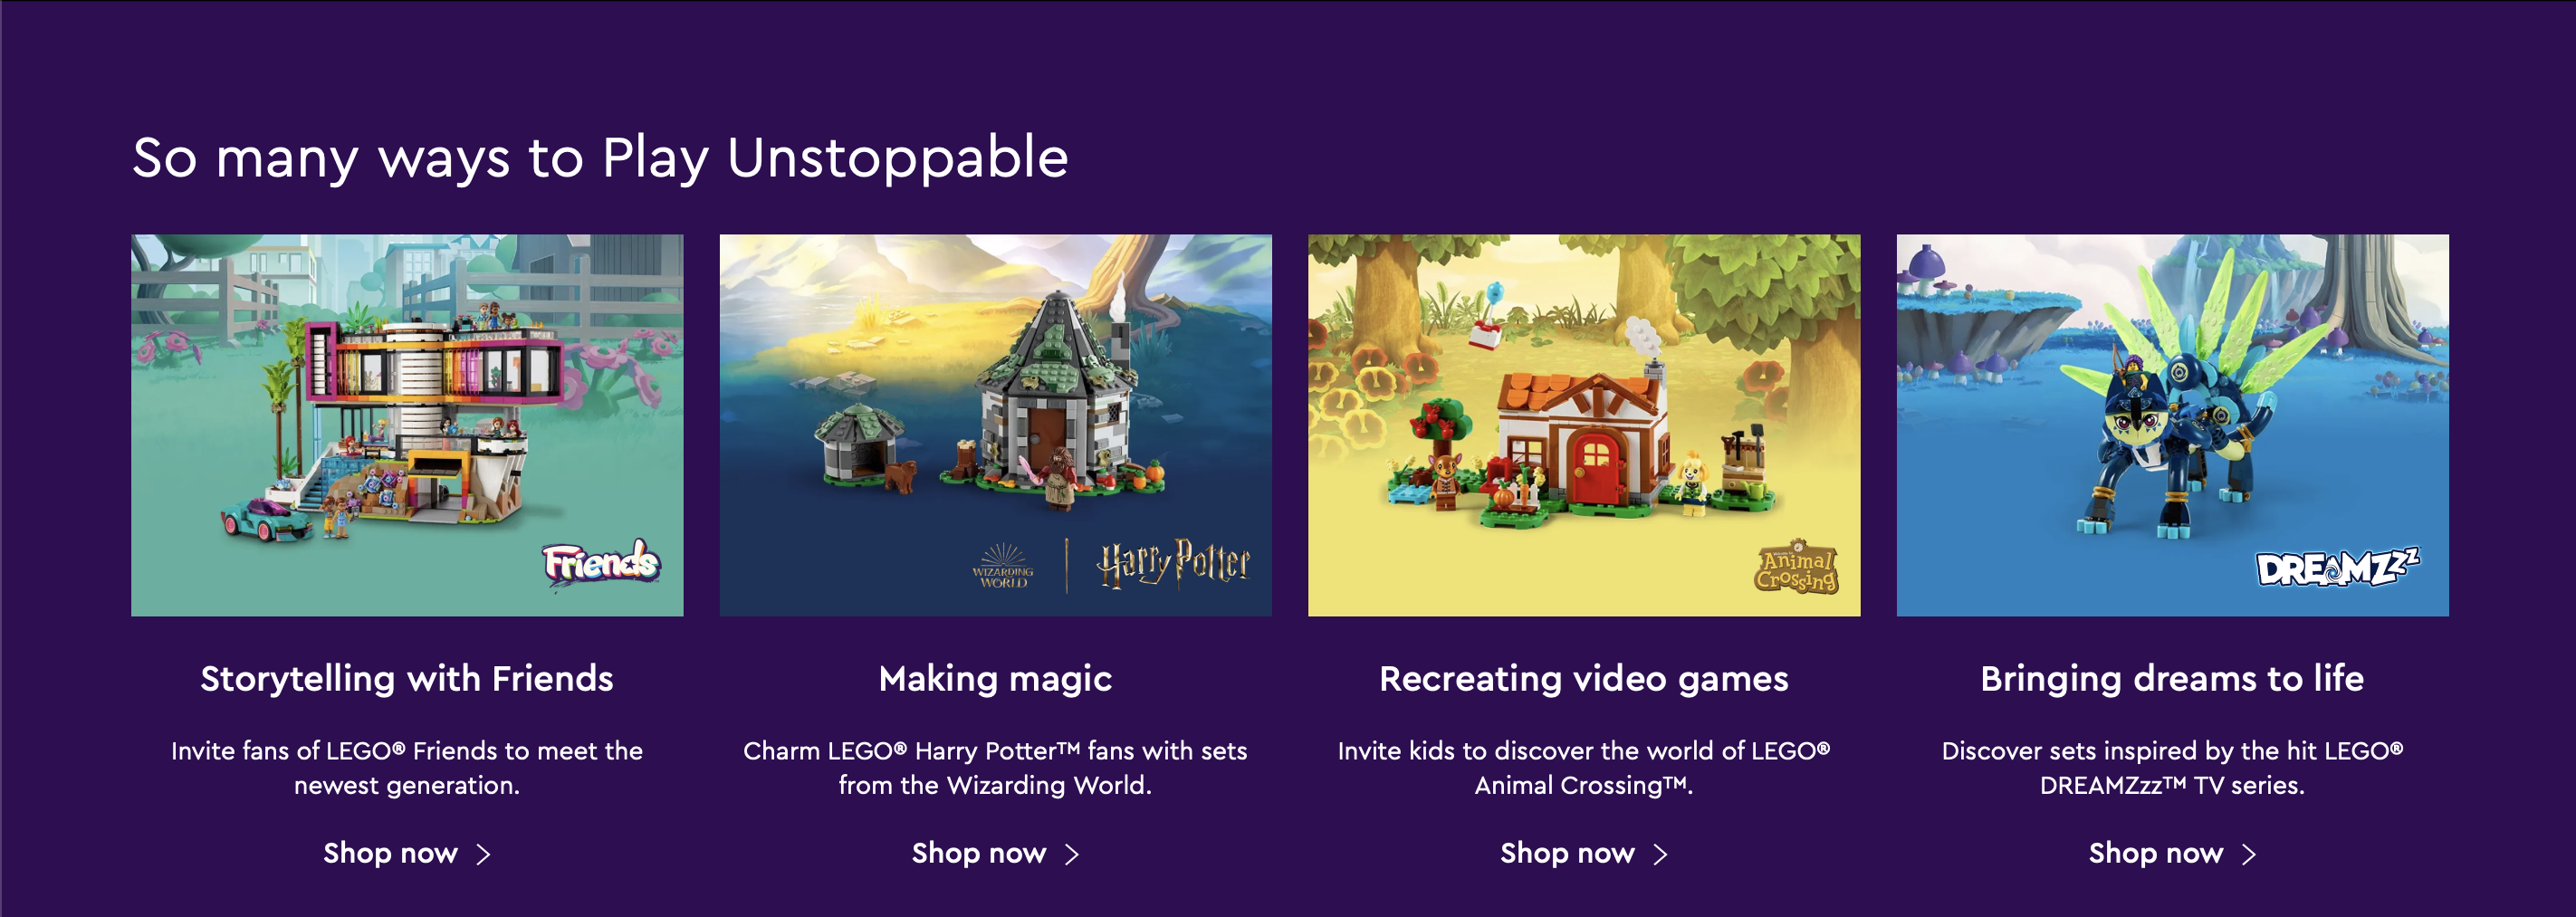 So many ways to Play Unstoppable
Friends
WIZARDING
WORLD
Harry Potter
Animal
Crossing
DREAMZzz
Storytelling with Friends
Making magic
Recreating video games
Bringing dreams to life
Invite fans of LEGO® Friends to meet the
newest generation.
Charm LEGO® Harry Potter™ fans with sets
from the Wizarding World.
Invite kids to discover the world of LEGO®
Animal Crossing™.
Discover sets inspired by the hit LEGO®
DREAMZzz™ TV series.
Shop now
Shop now
Shop now
Shop now